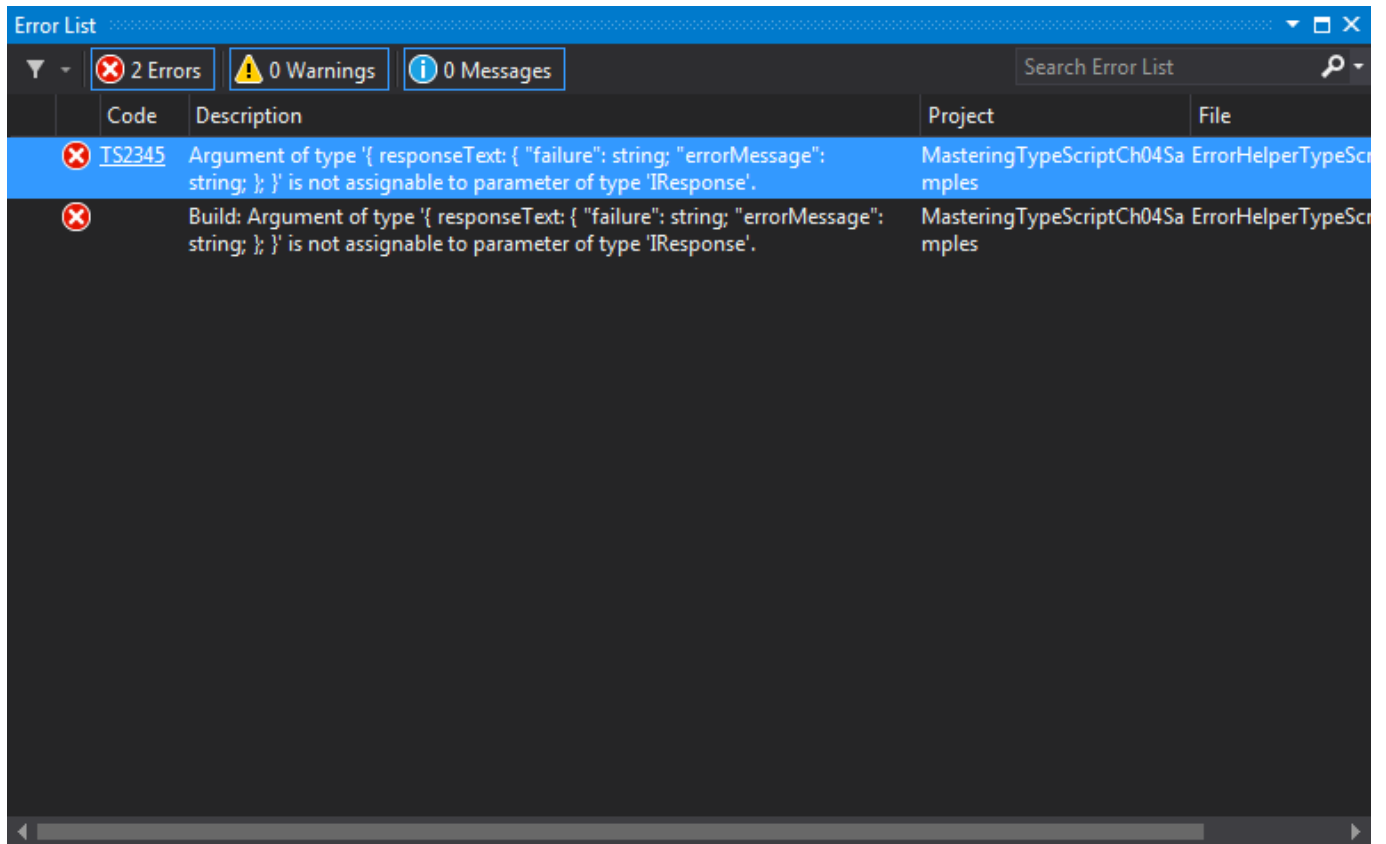 Error List
2 Errors 0 Warnings 0 Messages Search Error List
Code Description Project File
TS2345 Argument of type '{ responseText: { "failure": string; "errorMessage": MasteringTypeScriptCh04Sa ErrorHelperTypeScr
string; }; }' is not assignable to parameter of type 'IResponse'. mples
Build: Argument of type '{ responseText: { "failure": string; "errorMessage": MasteringTypeScriptCh04Sa ErrorHelperTypeScr
string; }; }' is not assignable to parameter of type 'IResponse'. mples